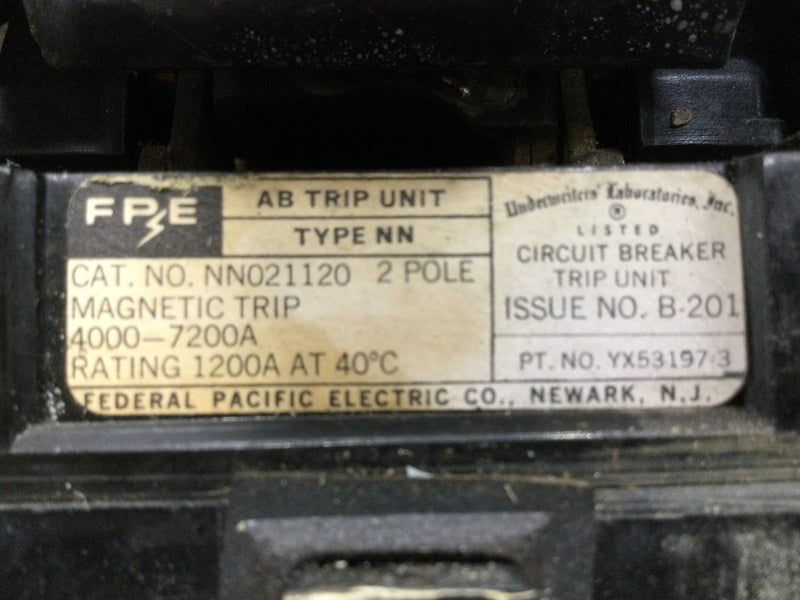 FPE
AB TRIP UNIT
TYPE NN
CAT. NO. NN021120 2 POLE
MAGNETIC TRIP
4000-7200A
RATING 1200A AT 40°C
Underwriters' Laboratories, Inc.
®
LISTED
CIRCUIT BREAKER
TRIP UNIT
ISSUE NO. B-201
PT. NO. YX53197-3
FEDERAL PACIFIC ELECTRIC CO., NEWARK, N.J.